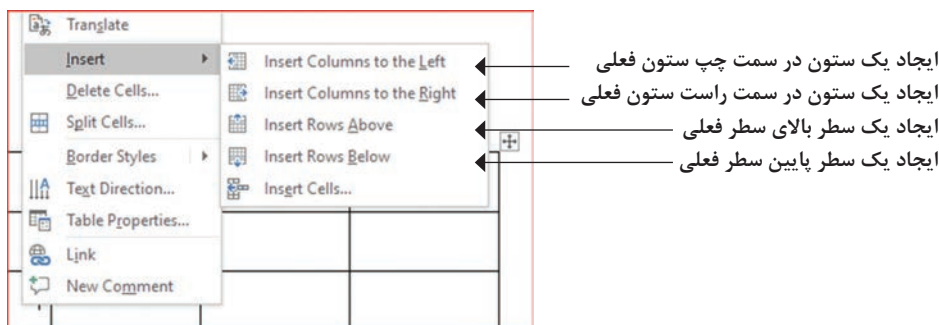 Translate
Insert
Delete Cells...
Split Cells...
Border Styles
Text Direction...
Table Properties...
Link
New Comment
Insert Columns to the Left
Insert Columns to the Right
Insert Rows Above
Insert Rows Below
Insert Cells...
ایجاد یک ستون در سمت چپ ستون فعلی
ایجاد یک ستون در سمت راست ستون فعلی
ایجاد یک سطر بالای سطر فعلی
ایجاد یک سطر پایین سطر فعلی